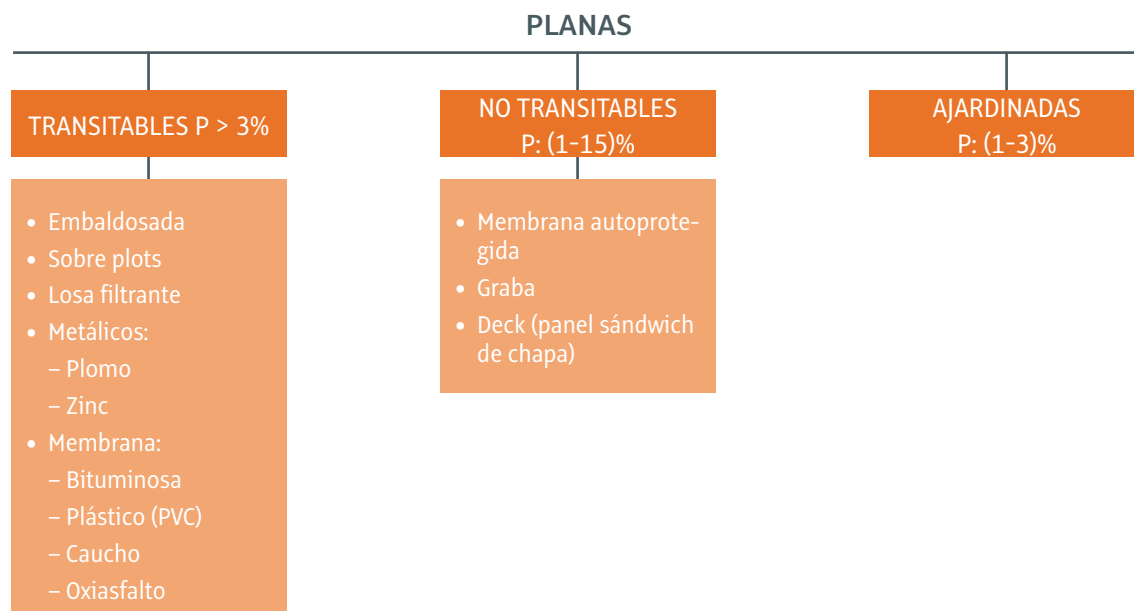 PLANAS
TRANSITABLES P > 3%
• Embaldosada
• Sobre plots
• Losa filtrante
• Metálicos:
– Plomo
– Zinc
• Membrana:
– Bituminosa
– Plástico (PVC)
– Caucho
– Oxiasfalto
NO TRANSITABLES
P: (1-15)%
• Membrana autoprote-
gida
• Graba
• Deck (panel sándwich
de chapa)
AJARDINADAS
P: (1-3)%